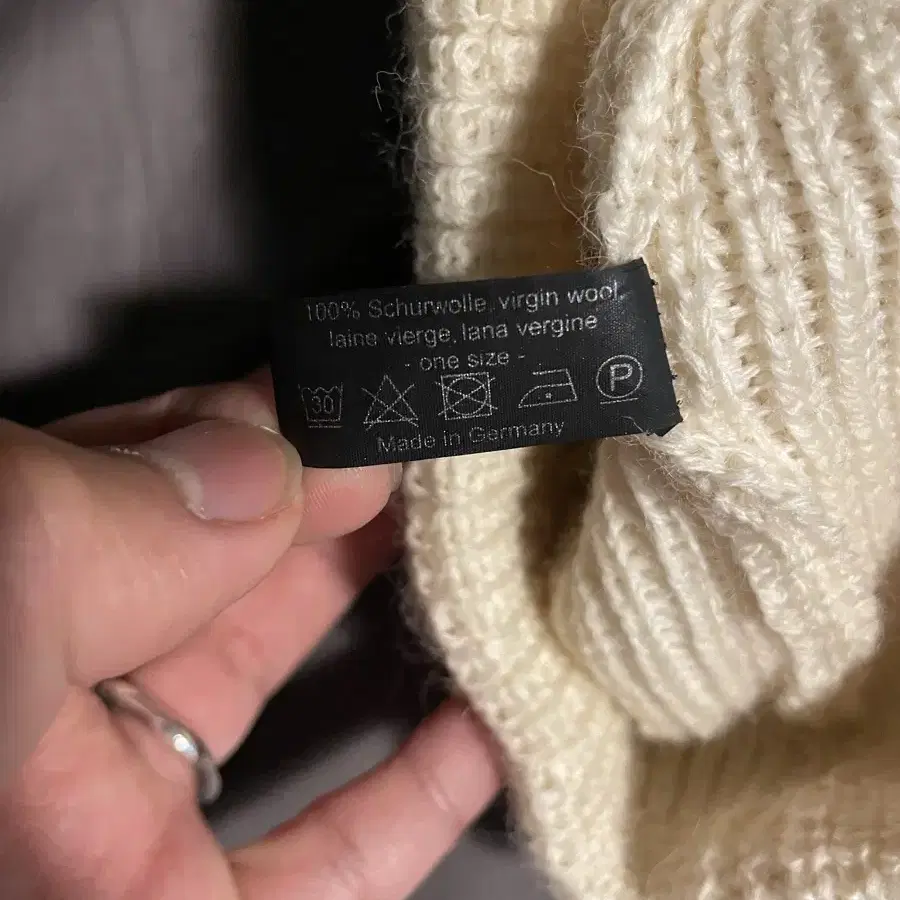 100% Schurwolle, virgin wool
laine vierge, lana vergine
- one size -
30 P
Made in Germany